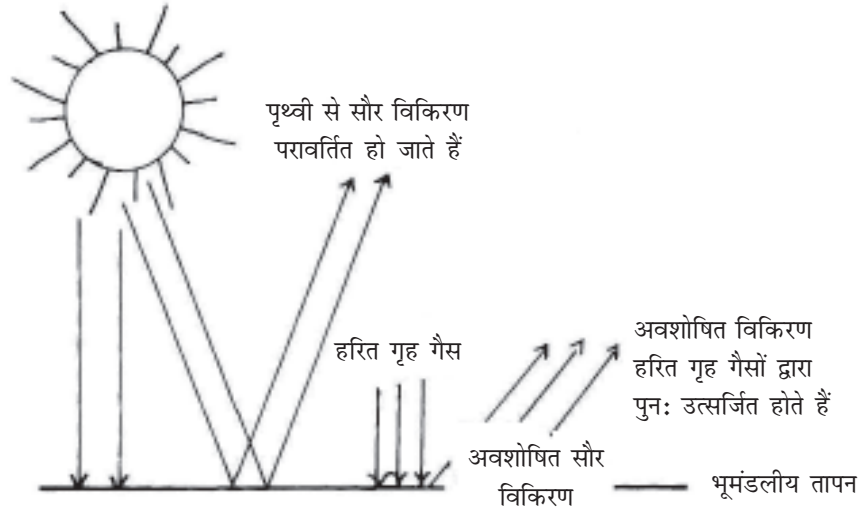 पृथ्वी से सौर विकिरण
परावर्तित हो जाते हैं
हरित गृह गैस
अवशोषित विकिरण
हरित गृह गैसों द्वारा
पुन: उत्सर्जित होते हैं
अवशोषित सौर
विकिरण
भूमंडलीय तापन